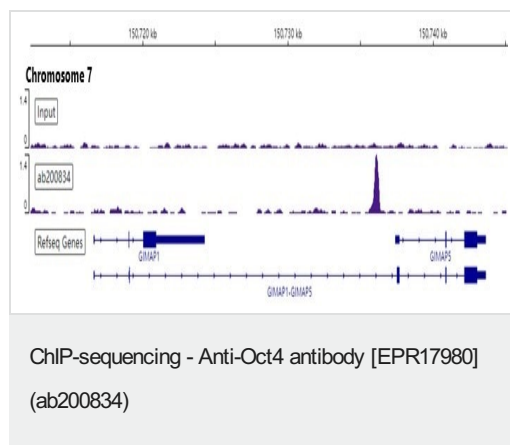 150,720 kb 150,730 kb 150,740 kb
Chromosome 7
1.4
Input
0
1.4
ab200834
0
Refseq Genes
GIMAP1 GIMAP5
GIMAP1-GIMAP5
ChIP-sequencing - Anti-Oct4 antibody [EPR17980]
(ab200834)